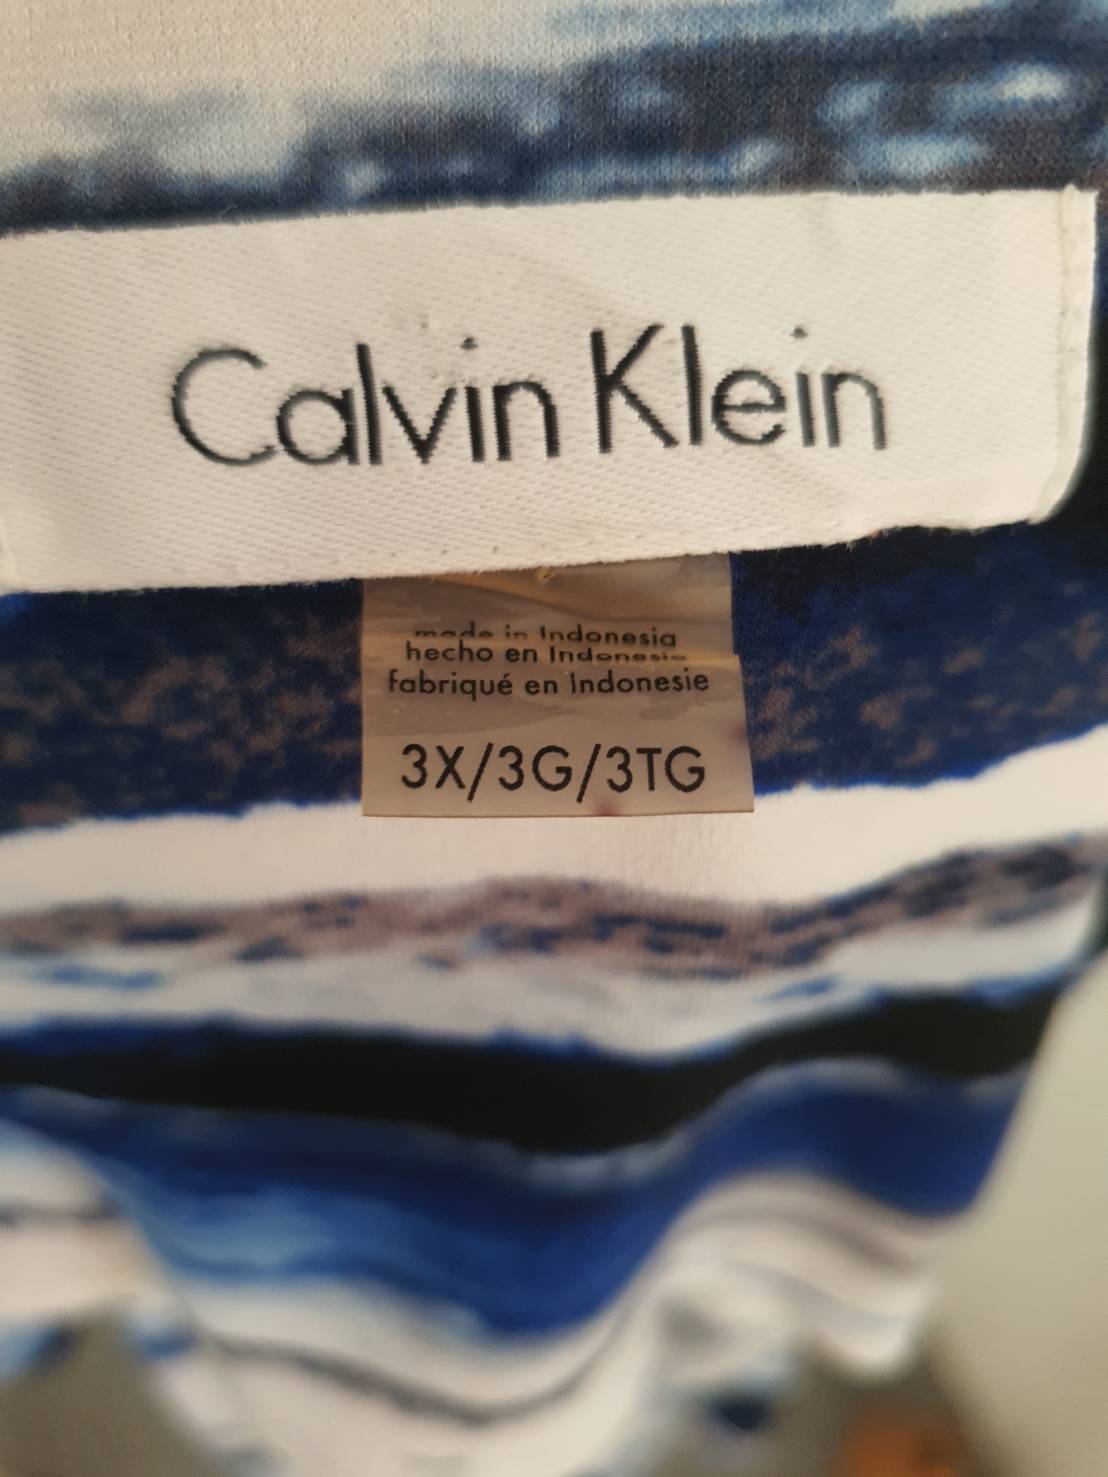 Calvin Klein
made in Indonesia
hecho en Indonesia
fabriqué en Indonesie
3X/3G/3TG